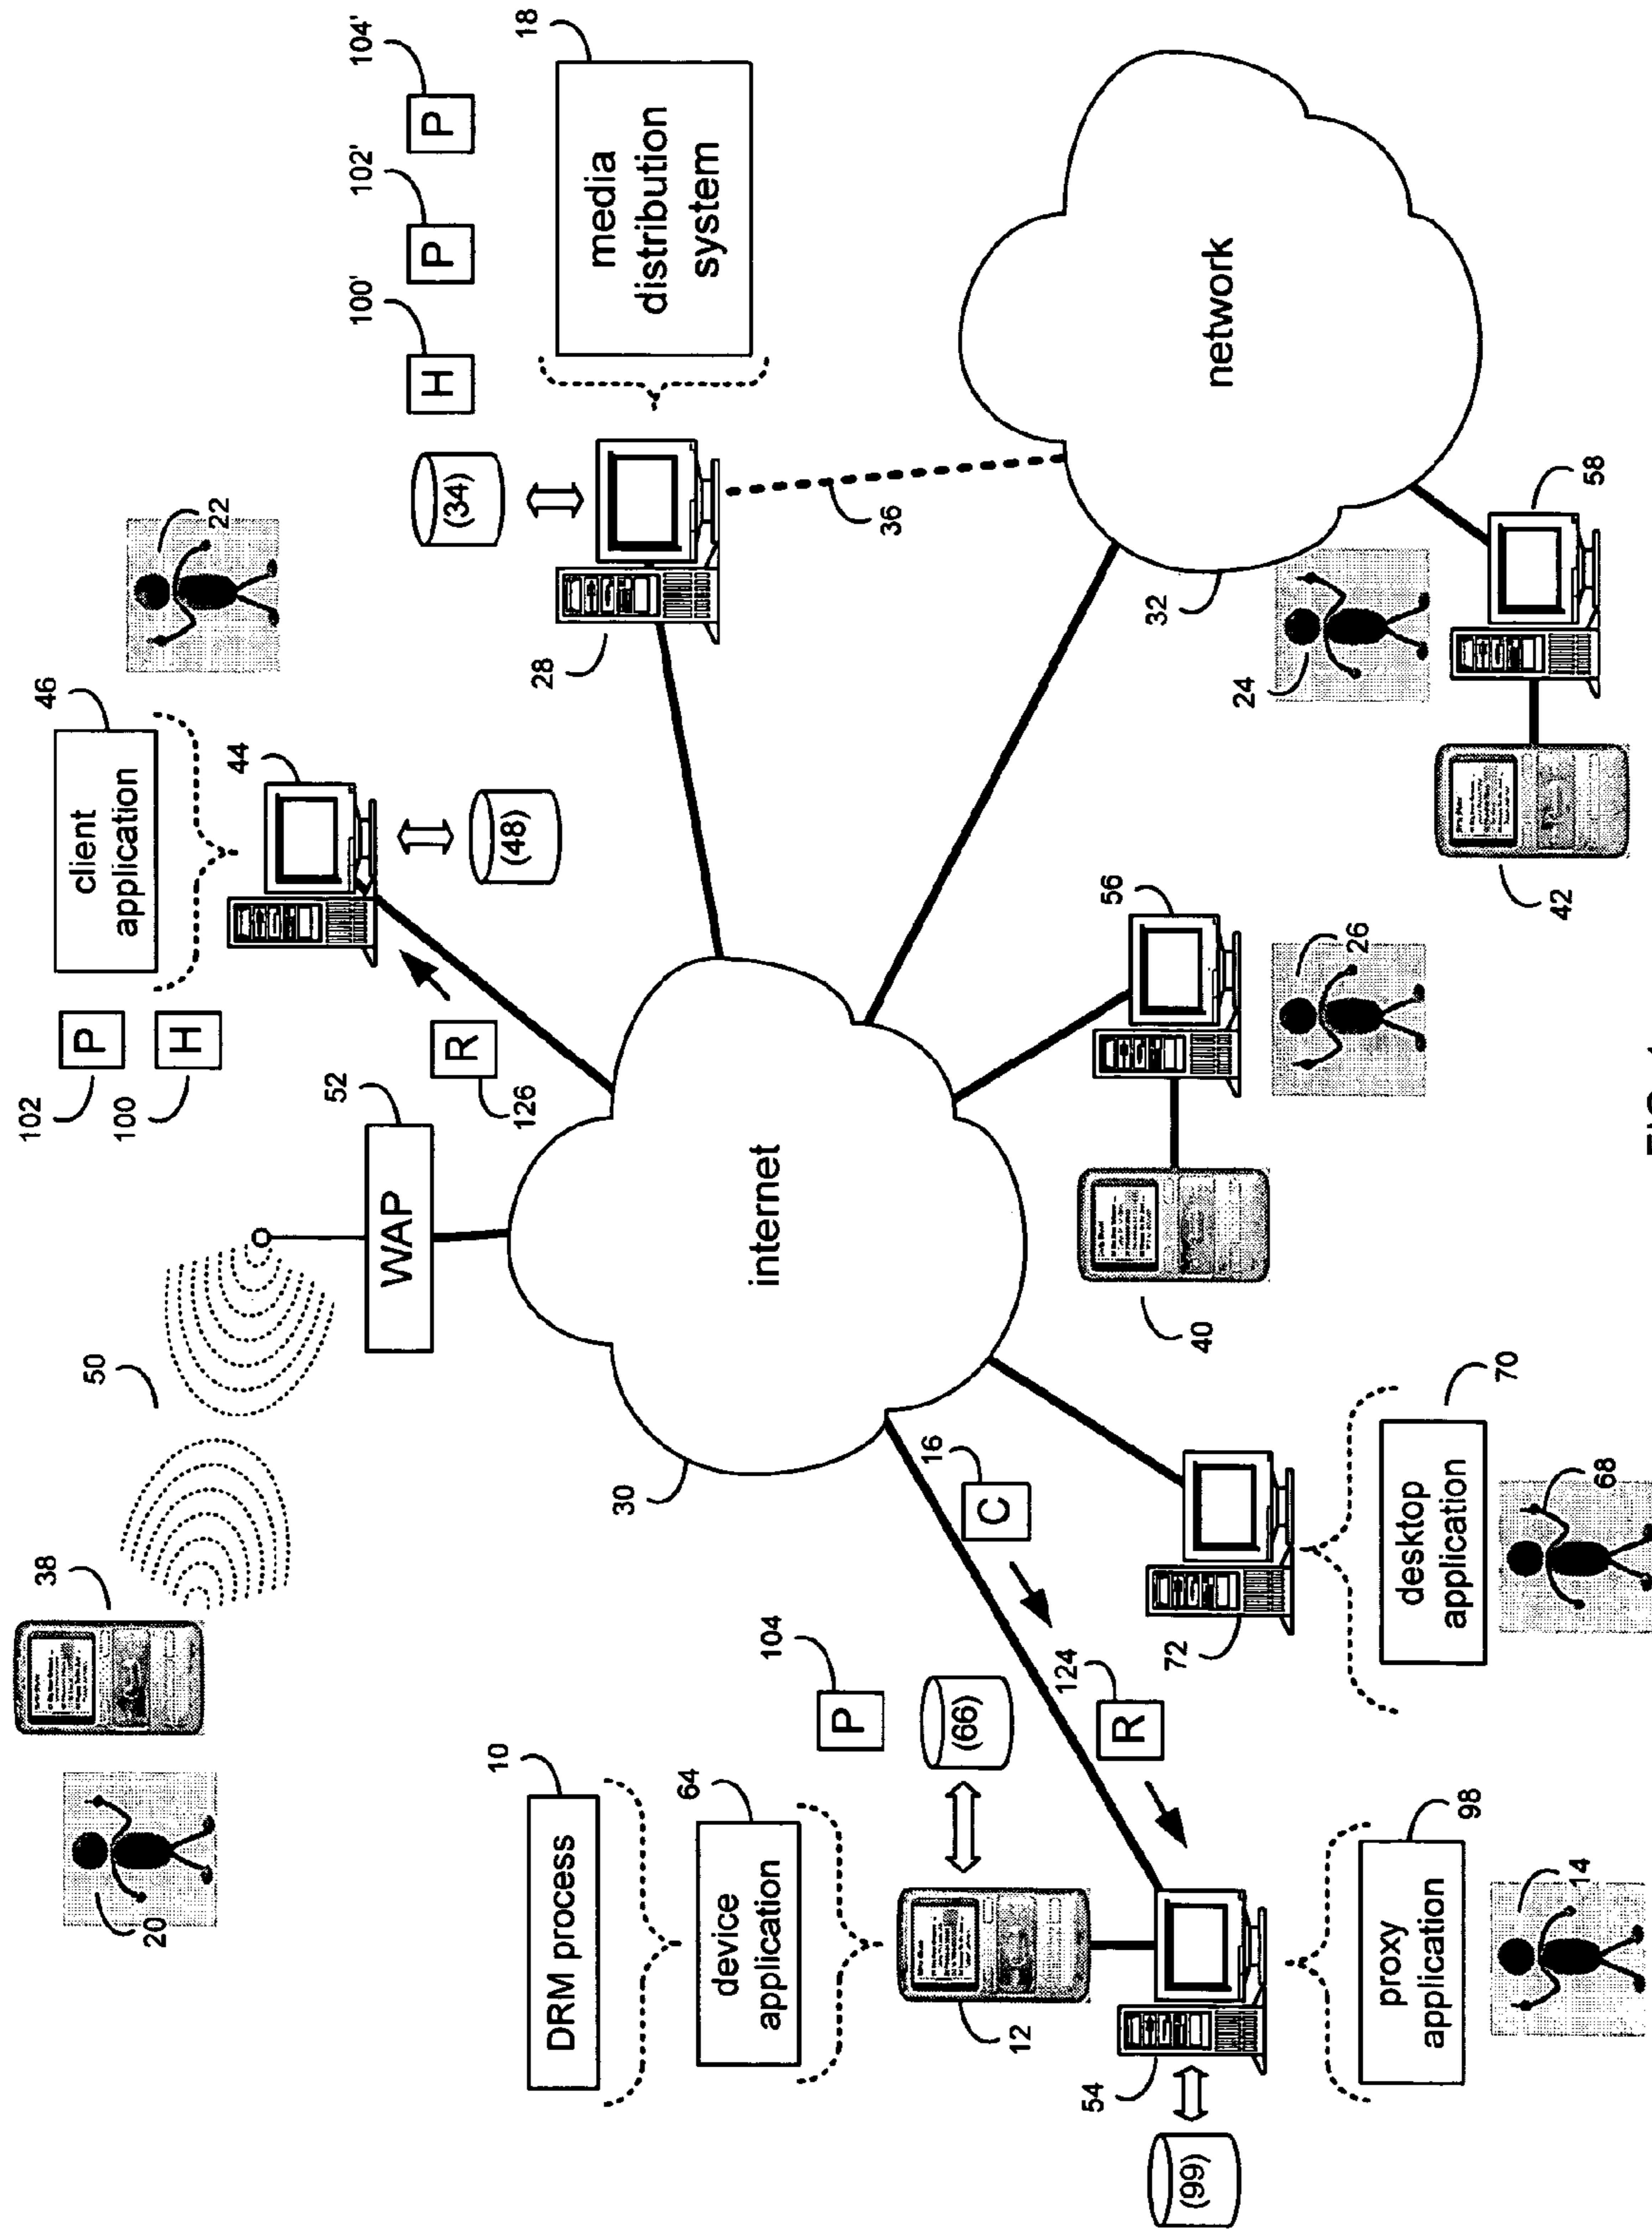 38
20
50
102
P
100
H
46
client
application
22
44
(48)
52
WAP
R
126
100'
102'
104'
H
P
P
(34)
18
media
distribution
system
28
36
10
DRM process
64
device
application
104
P
(66)
12
30
internet
16
C
124
R
54
(99)
98
proxy
application
14
72
70
desktop
application
68
40
56
26
32
network
24
58
42